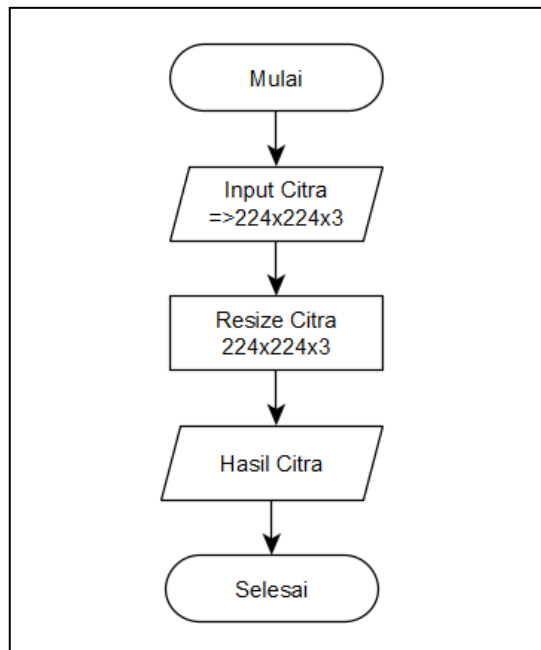 Mulai
Input Citra
=>224x224x3
Resize Citra
224x224x3
Hasil Citra
Selesai